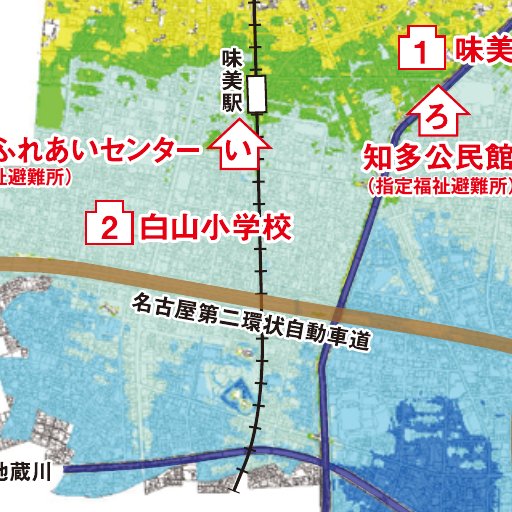 味美駅
1 味美
ろ
ふれあいセンター
い
祉避難所)
知多公民館
(指定福祉避難所)
2 白山小学校
名古屋第二環状自動車道
地蔵川